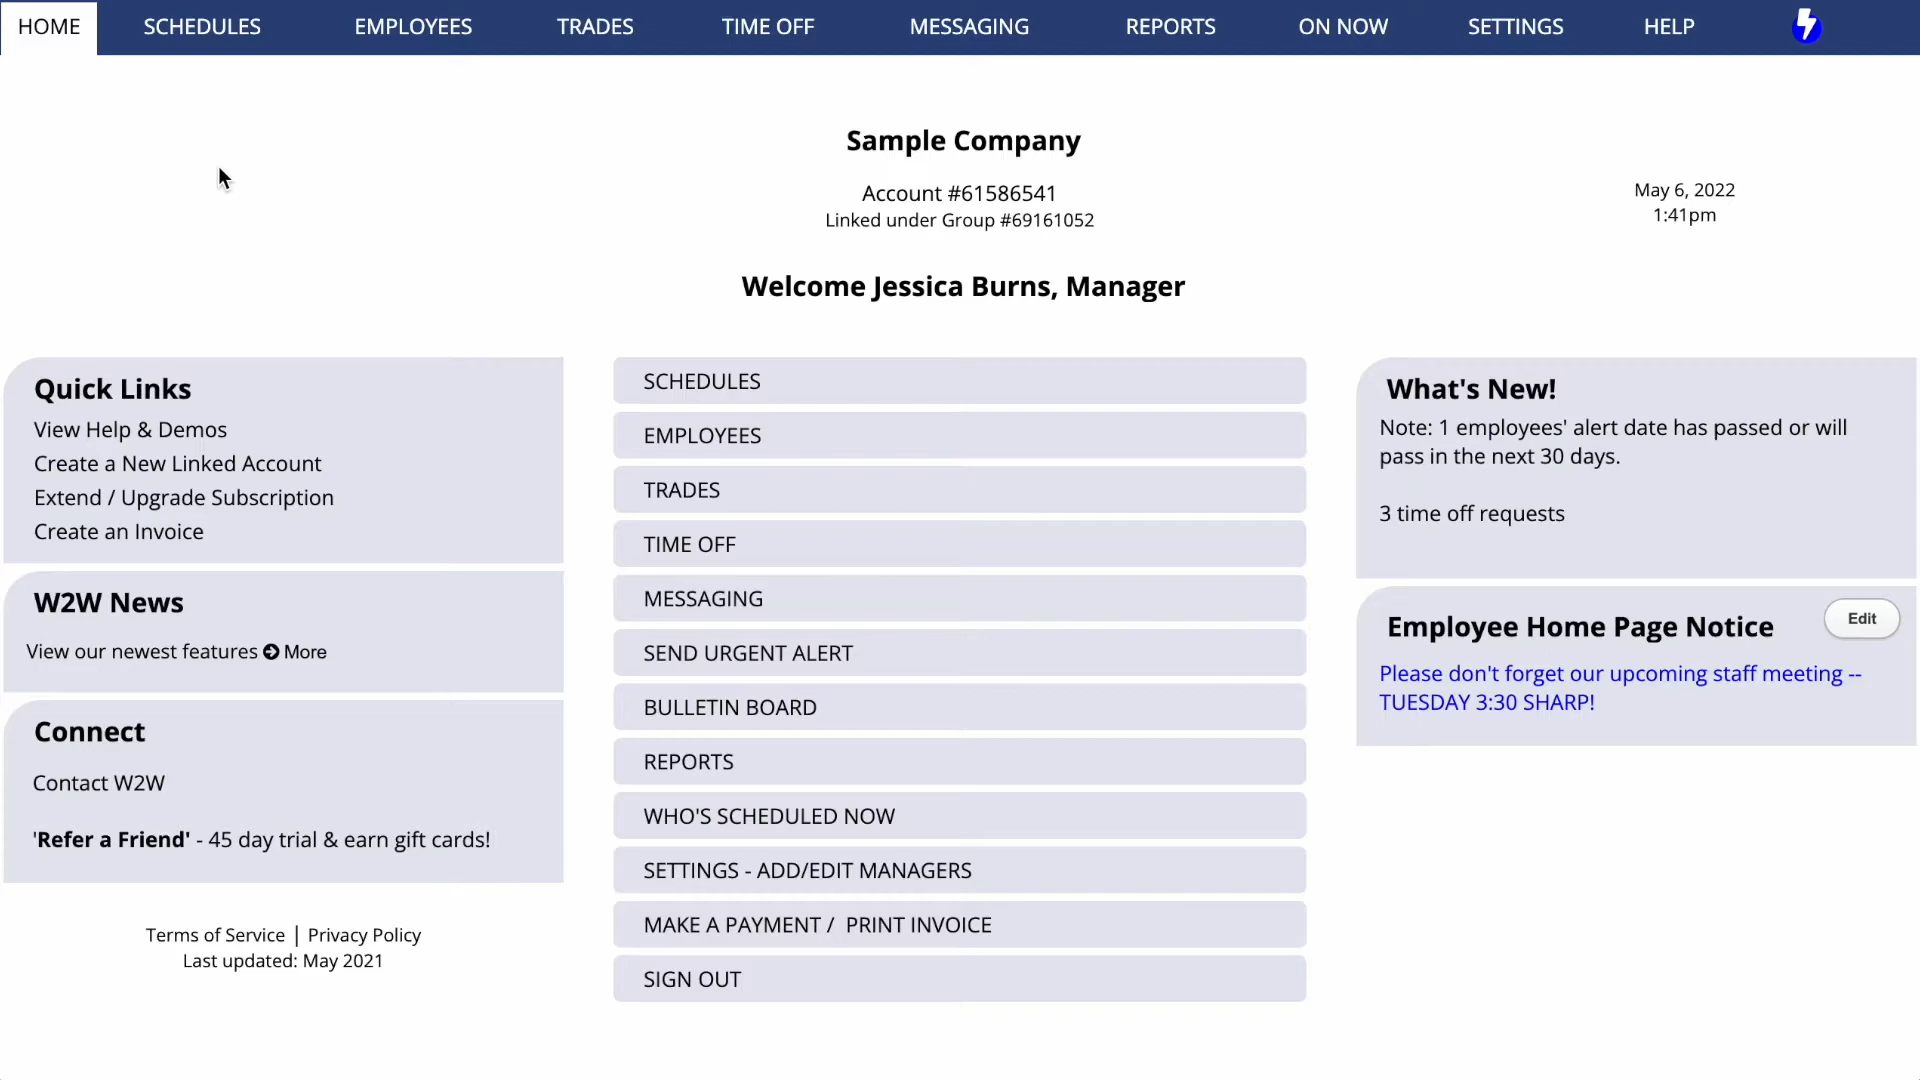 HOME SCHEDULES EMPLOYEES TRADES TIME OFF MESSAGING REPORTS ON NOW SETTINGS HELP
Sample Company
Account #61586541
Linked under Group #69161052
May 6, 2022
1:41pm
Welcome Jessica Burns, Manager
Quick Links
View Help & Demos
Create a New Linked Account
Extend / Upgrade Subscription
Create an Invoice
W2W News
View our newest features More
Connect
Contact W2W
'Refer a Friend' - 45 day trial & earn gift cards!
Terms of Service | Privacy Policy
Last updated: May 2021
SCHEDULES
EMPLOYEES
TRADES
TIME OFF
MESSAGING
SEND URGENT ALERT
BULLETIN BOARD
REPORTS
WHO'S SCHEDULED NOW
SETTINGS - ADD/EDIT MANAGERS
MAKE A PAYMENT / PRINT INVOICE
SIGN OUT
What's New!
Note: 1 employees' alert date has passed or will
pass in the next 30 days.
3 time off requests
Employee Home Page Notice
Edit
Please don't forget our upcoming staff meeting --
TUESDAY 3:30 SHARP!